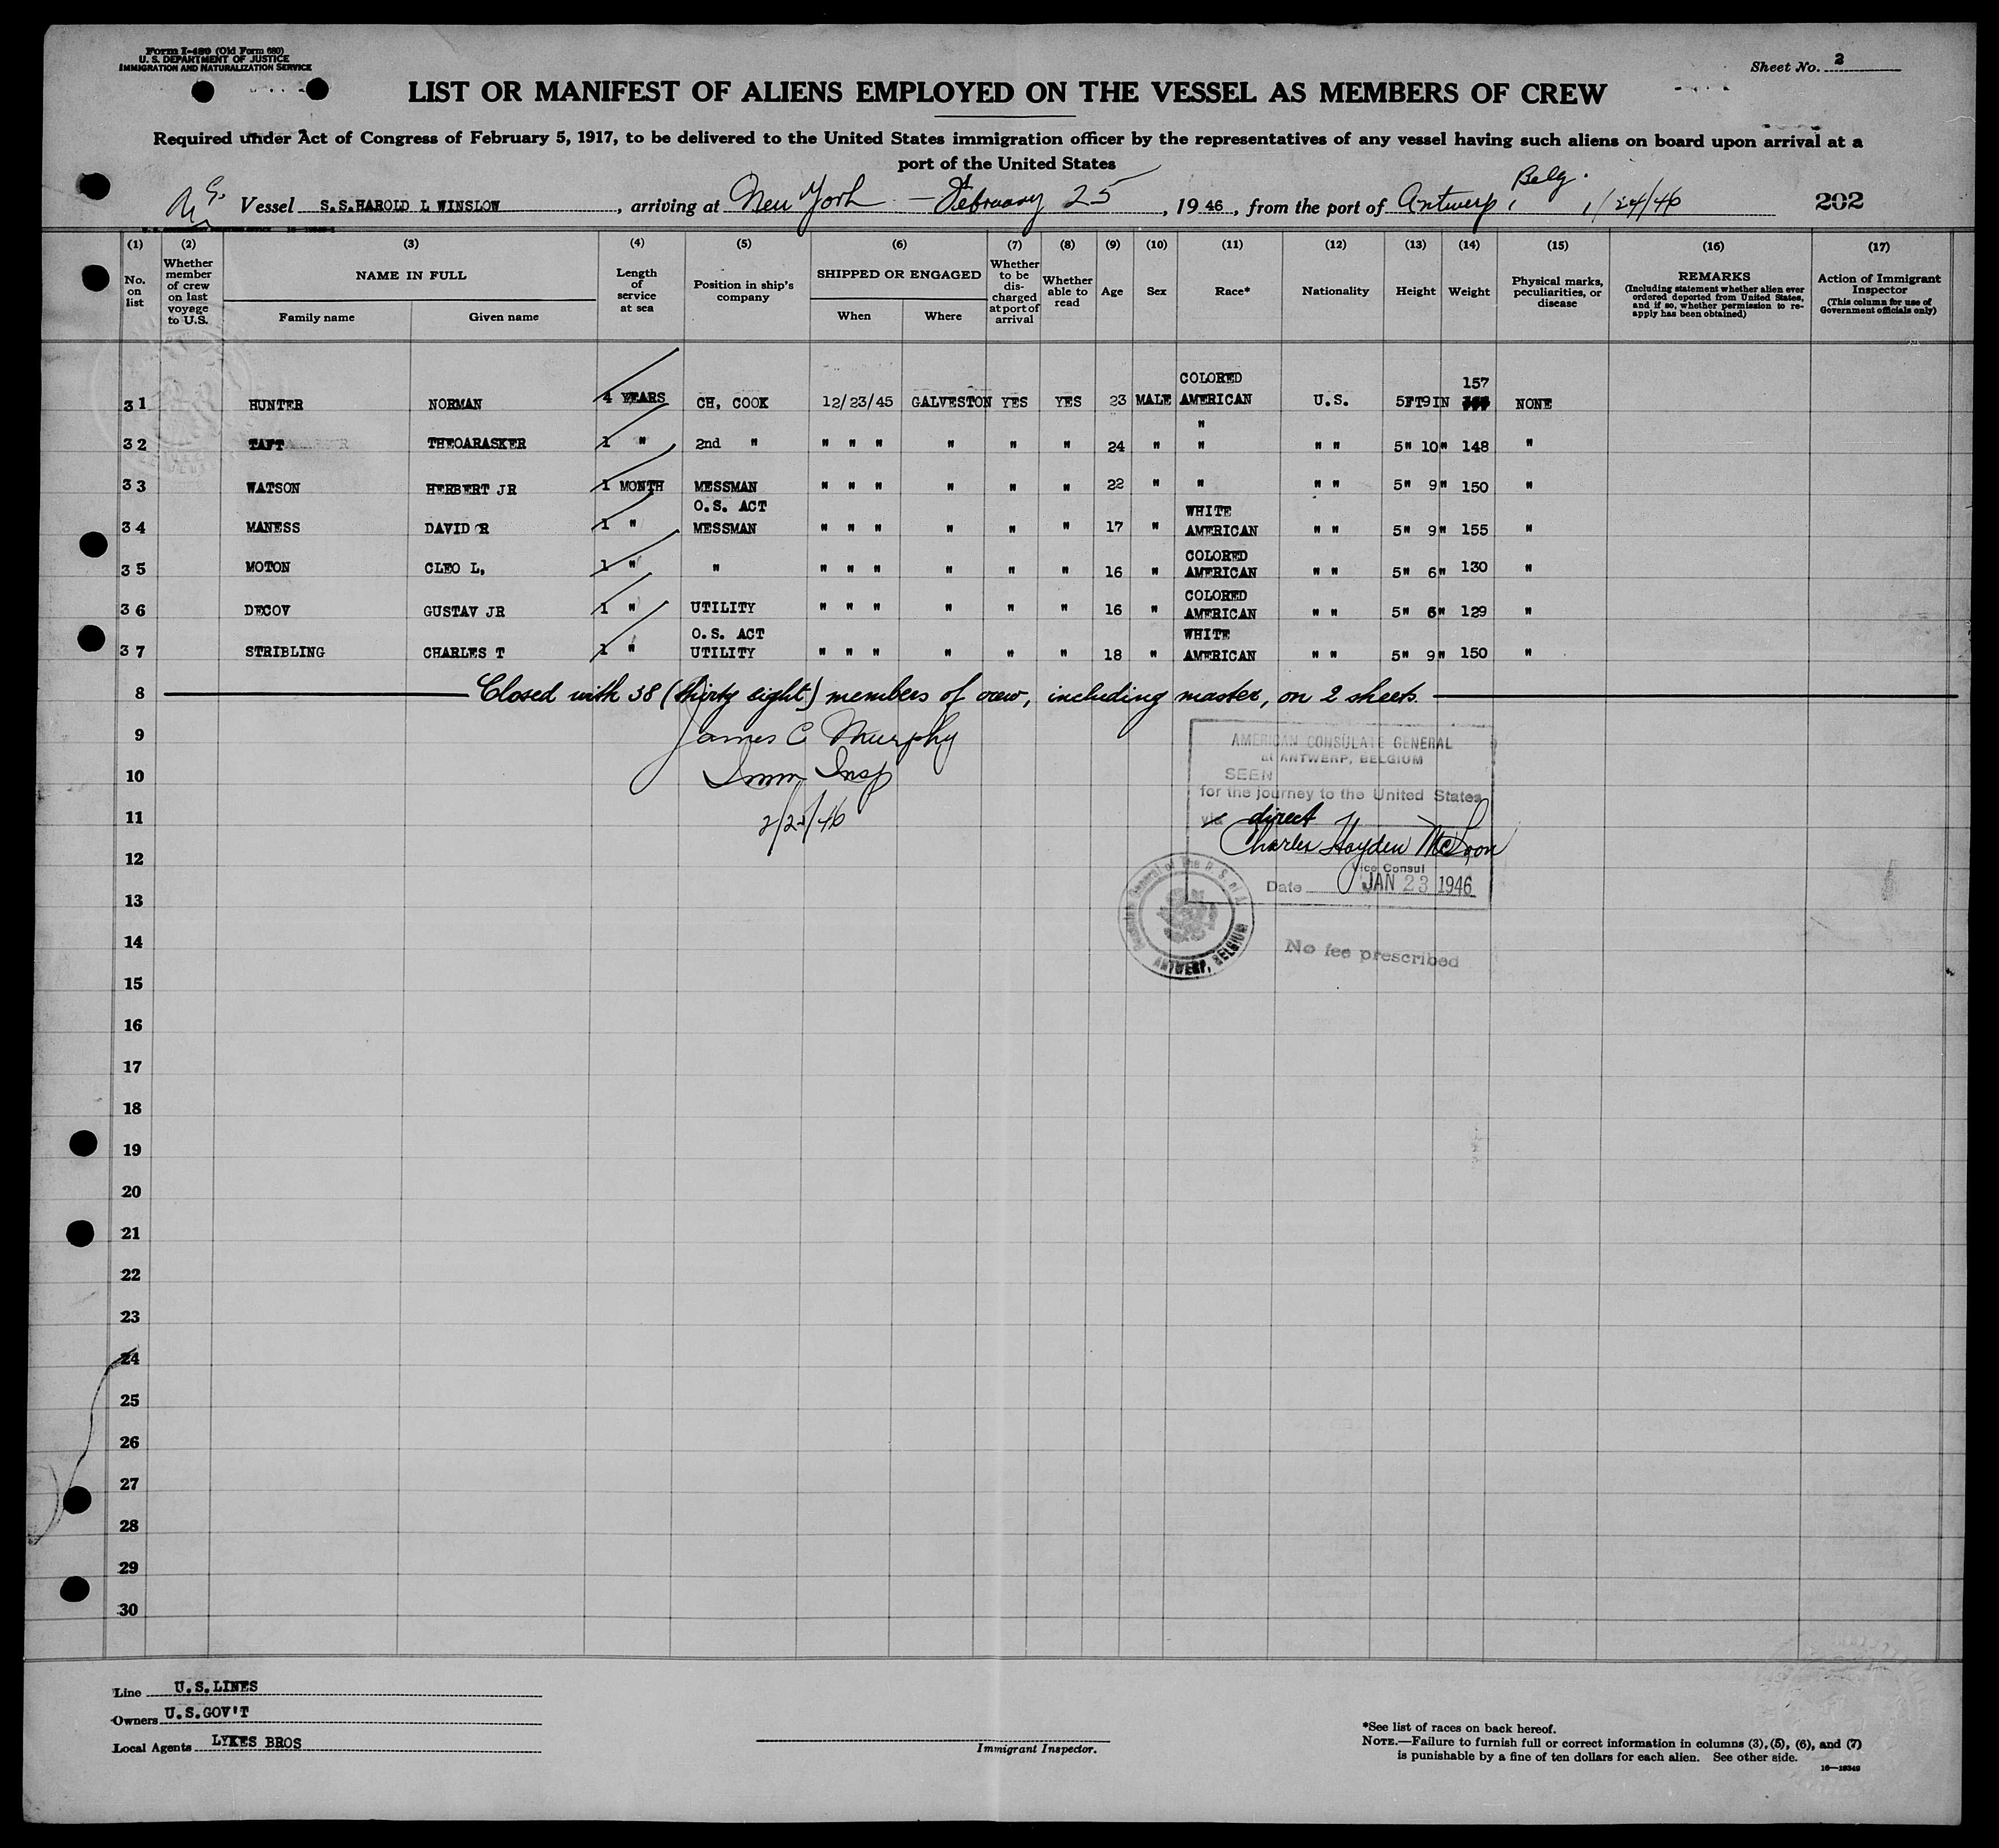 Form I-480 (Old Form 680)
U. S. DEPARTMENT OF JUSTICE
IMMIGRATION AND NATURALIZATION SERVICE
Sheet No. 2
LIST OR MANIFEST OF ALIENS EMPLOYED ON THE VESSEL AS MEMBERS OF CREW
Required under Act of Congress of February 5, 1917, to be delivered to the United States immigration officer by the representatives of any vessel having such aliens on board upon arrival at a
port of the United States
Vessel S.S.HAROLD L WINSLOW, arriving at New York - February 25, 1946, from the port of Antwerp, Belg. 1/24/46 202
(1) (2) (3) (4) (5) (6) (7) (8) (9) (10) (11) (12) (13) (14) (15) (16) (17)
No. on list
Whether member of crew on last voyage to U.S.
NAME IN FULL
Family name
Given name
Length of service at sea
Position in ship's company
SHIPPED OR ENGAGED
When
Where
Whether to be discharged at port of arrival
Whether able to read
Age
Sex
Race*
Nationality
Height
Weight
Physical marks, peculiarities, or disease
REMARKS
(Including statement whether alien ever ordered deported from United States, and if so, whether permission to re-apply has been obtained)
Action of Immigrant Inspector
(This column for use of Government officials only)
31 HUNTER NORMAN 4 YEARS CH. COOK 12/23/45 GALVESTON YES YES 23 MALE COLORED AMERICAN U.S. 5FT9IN 157 NONE
32 TAFT THEOARASKER 1 " 2nd " " " " " " " 24 " " " " " 5" 10" 148 "
33 WATSON HERBERT JR 1 MONTH MESSMAN " " " " " " 22 " " " " 5" 9" 150 "
34 MANESS DAVID R 1 " O.S. ACT MESSMAN " " " " " " 17 " WHITE AMERICAN " " 5" 9" 155 "
35 MOTON CLEO L, 1 " " " " " " " " 16 " COLORED AMERICAN " " 5" 6" 130 "
36 DECOV GUSTAV JR 1 " UTILITY " " " " " " 16 " COLORED AMERICAN " " 5" 6" 129 "
37 STRIBLING CHARLES T 1 " O.S. ACT UTILITY " " " " " " 18 " WHITE AMERICAN " " 5" 9" 150 "
8 Closed with 38 (thirty eight) members of crew, including master, on 2 sheets.
9 James C Murphy
10 Imm Insp
11 2/25/46
12
13
14
15
16
17
18
19
20
21
22
23
24
25
26
27
28
29
30
AMERICAN CONSULATE GENERAL
ANTWERP, BELGIUM
SEEN
for the journey to the United States
via direct
Charles Hayden
Vice Consul
Date JAN 23 1946
ANTWERP, BELGIUM
No fee prescribed
Line U.S.LINES
Owners U.S.GOV'T
Local Agents LYKES BROS
Immigrant Inspector.
*See list of races on back hereof.
NOTE.—Failure to furnish full or correct information in columns (3), (5), (6), and (7)
is punishable by a fine of ten dollars for each alien. See other side.